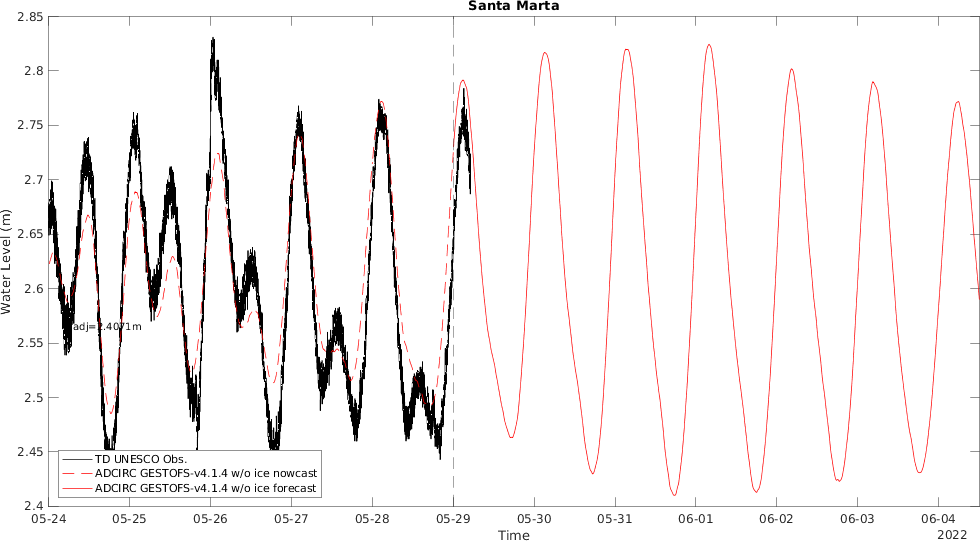 Santa Marta
2.85
2.8
2.75
2.7
2.65
2.6
2.55
2.5
2.45
2.4
Water Level (m)
adj=2.4071m
TD UNESCO Obs.
ADCIRC GESTOFS-v4.1.4 w/o ice nowcast
ADCIRC GESTOFS-v4.1.4 w/o ice forecast
05-24 05-25 05-26 05-27 05-28 05-29 05-30 05-31 06-01 06-02 06-03 06-04
Time
2022